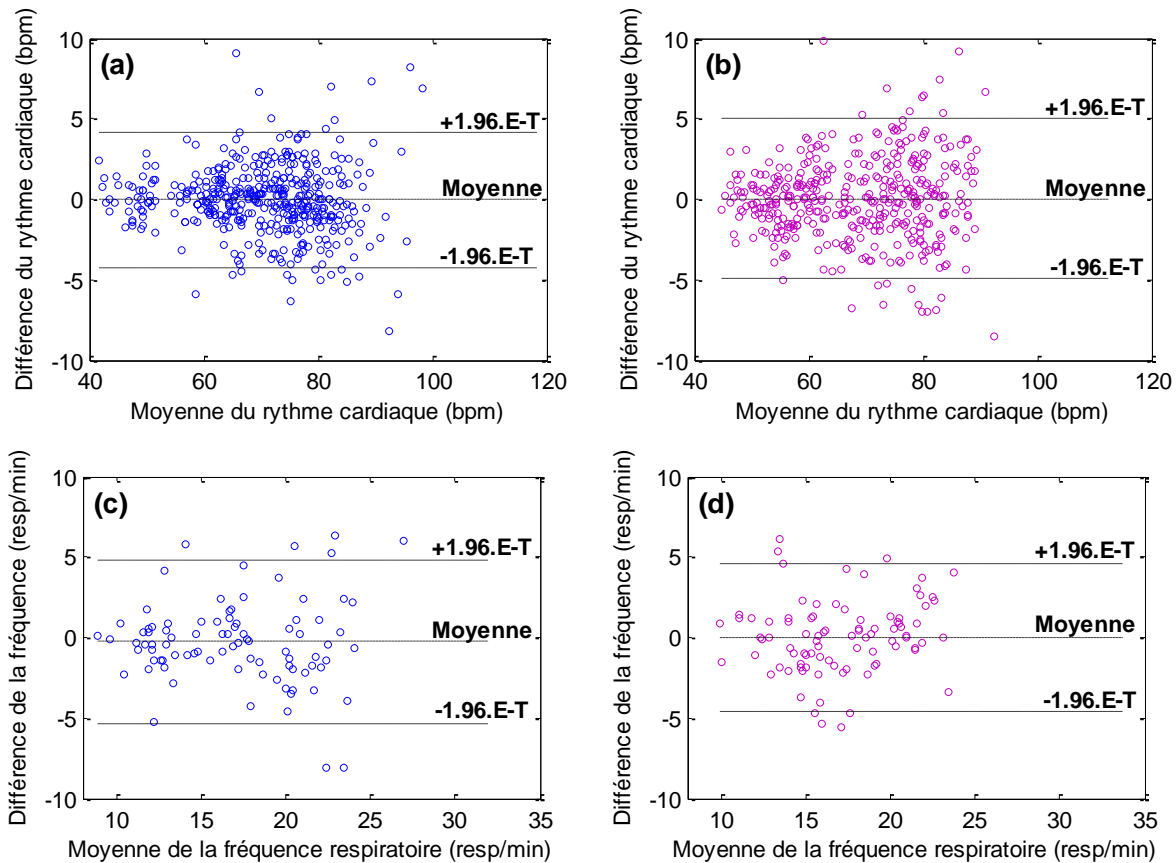 (a)
Différence du rythme cardiaque (bpm)
10
5
0
-5
-10
+1.96.E-T
Moyenne
-1.96.E-T
40 60 80 100 120
Moyenne du rythme cardiaque (bpm)
(b)
Différence du rythme cardiaque (bpm)
10
5
0
-5
-10
+1.96.E-T
Moyenne
-1.96.E-T
40 60 80 100 120
Moyenne du rythme cardiaque (bpm)
(c)
Différence de la fréquence (resp/min)
10
5
0
-5
-10
+1.96.E-T
Moyenne
-1.96.E-T
10 15 20 25 30 35
Moyenne de la fréquence respiratoire (resp/min)
(d)
Différence de la fréquence (resp/min)
10
5
0
-5
-10
+1.96.E-T
Moyenne
-1.96.E-T
10 15 20 25 30 35
Moyenne de la fréquence respiratoire (resp/min)